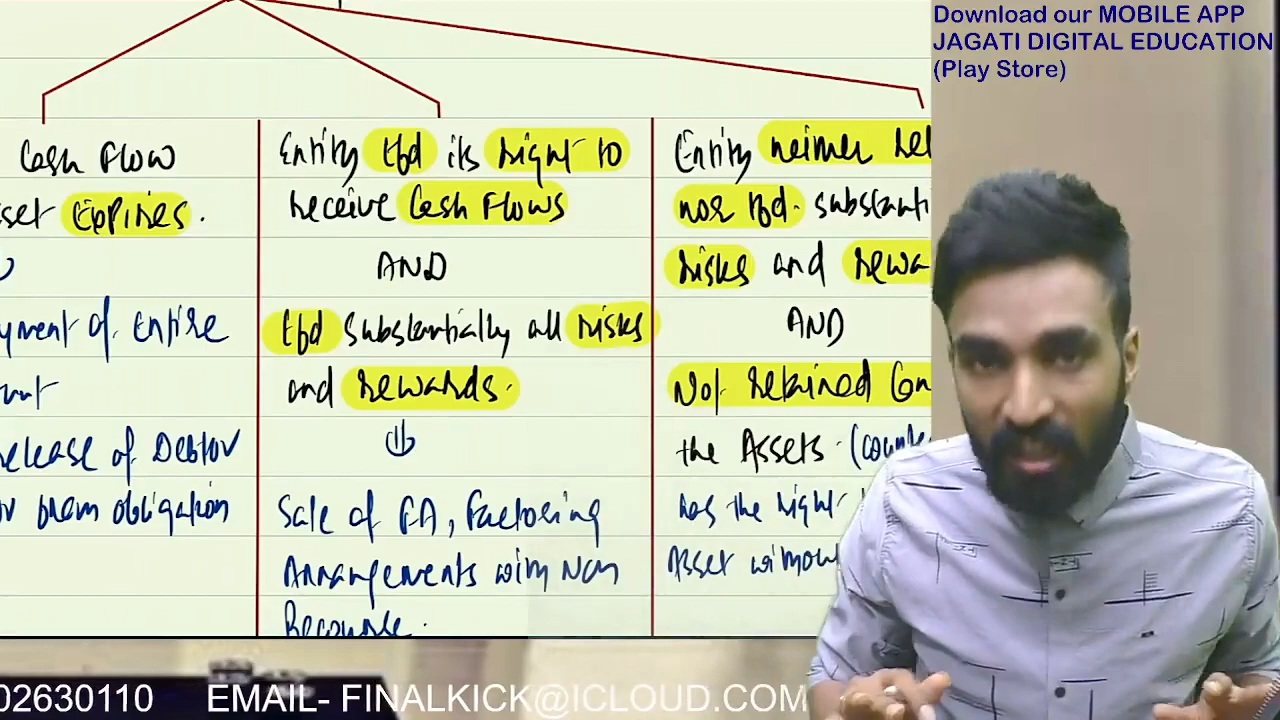 Download our MOBILE APP
JAGATI DIGITAL EDUCATION
(Play Store)
Cash Flow
Expires.
Entire
release of Debtor
from obligation
Entity tfd its right to
receive Cash Flows
AND
tfd substantially all risks
and rewards.
Sale of FA, Factoring
Arrangements with Non
Recourse.
Entity neither
nor tfd. substanti
risks and rewa
AND
Not retained Con
the Assets. (counte
has the right
Asset without
02630110 EMAIL- FINALKICK@ICLOUD.COM